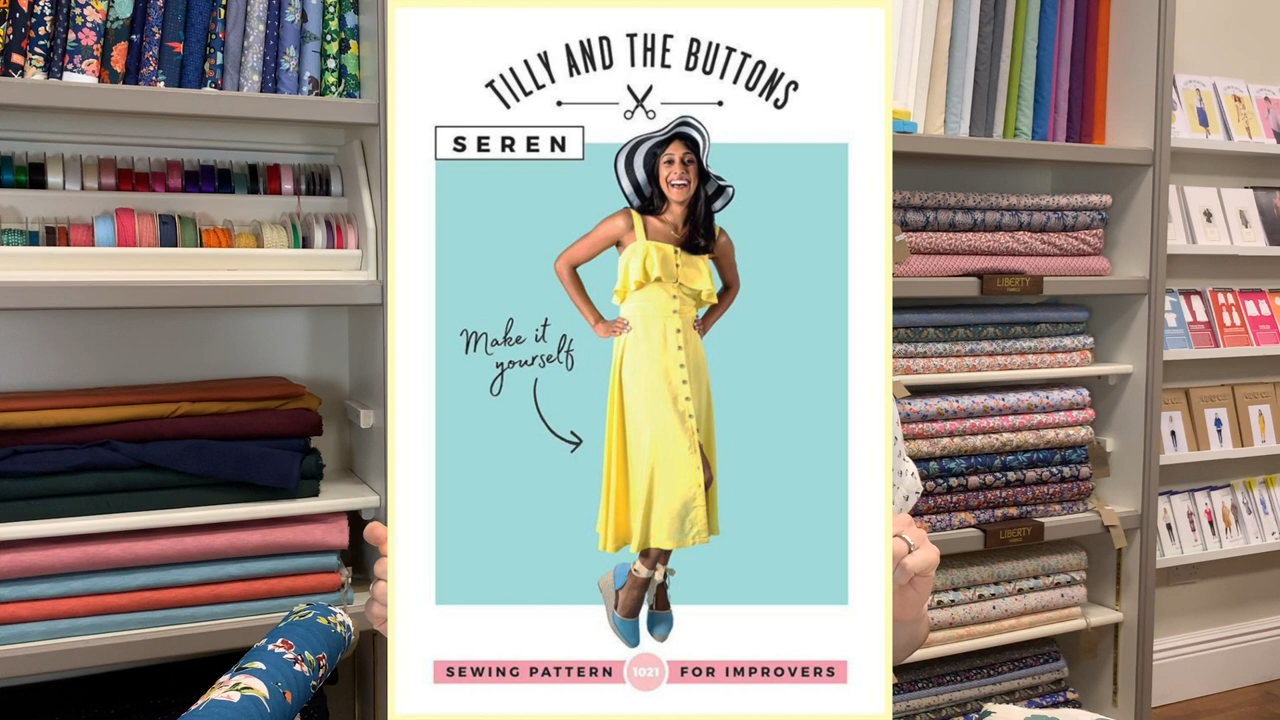 TILLY AND THE BUTTONS
SEREN
Make it
yourself
SEWING PATTERN 1021 FOR IMPROVERS
LIBERTY
LIBERTY